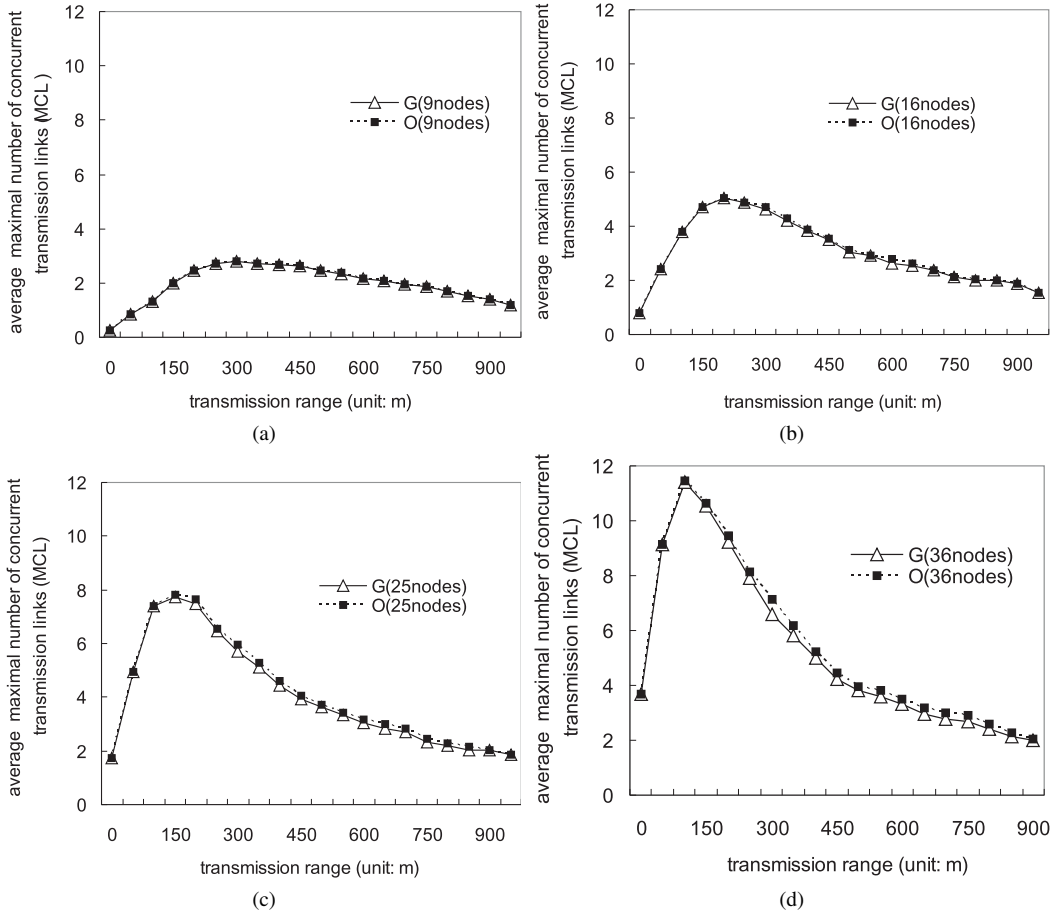 average maximal number of concurrent
transmission links (MCL)
12
10
8
6
4
2
0
G(9nodes)
O(9nodes)
0 150 300 450 600 750 900
transmission range (unit: m)
(a)
average maximal number of concurrent
transmission links (MCL)
12
10
8
6
4
2
0
G(16nodes)
O(16nodes)
0 150 300 450 600 750 900
transmission range (unit: m)
(b)
average maximal number of concurrent
transmission links (MCL)
12
10
8
6
4
2
0
G(25nodes)
O(25nodes)
0 150 300 450 600 750 900
transmission range (unit: m)
(c)
average maximal number of concurrent
transmission links (MCL)
12
10
8
6
4
2
0
G(36nodes)
O(36nodes)
0 150 300 450 600 750 900
transmission range (unit: m)
(d)